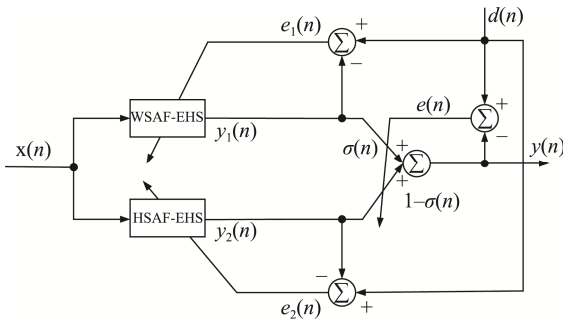 d(n)
e₁(n)
Σ
+
+
−
WSAF-EHS
y₁(n)
e(n)
Σ
+
−
x(n)
σ(n)
+
Σ
+
y(n)
1−σ(n)
HSAF-EHS
y₂(n)
−
Σ
+
e₂(n)